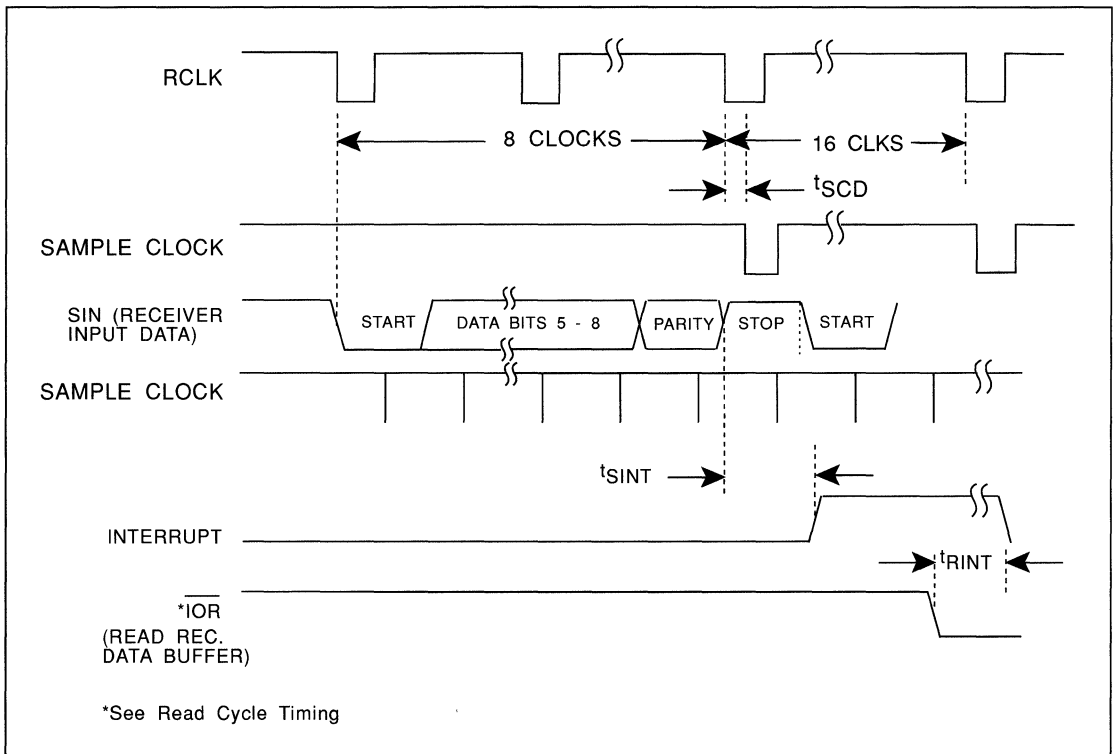 RCLK
8 CLOCKS
16 CLKS
tSCD
SAMPLE CLOCK
SIN (RECEIVER
INPUT DATA)
START
DATA BITS 5 - 8
PARITY
STOP
START
SAMPLE CLOCK
tSINT
INTERRUPT
tRINT
*IOR
(READ REC.
DATA BUFFER)
*See Read Cycle Timing